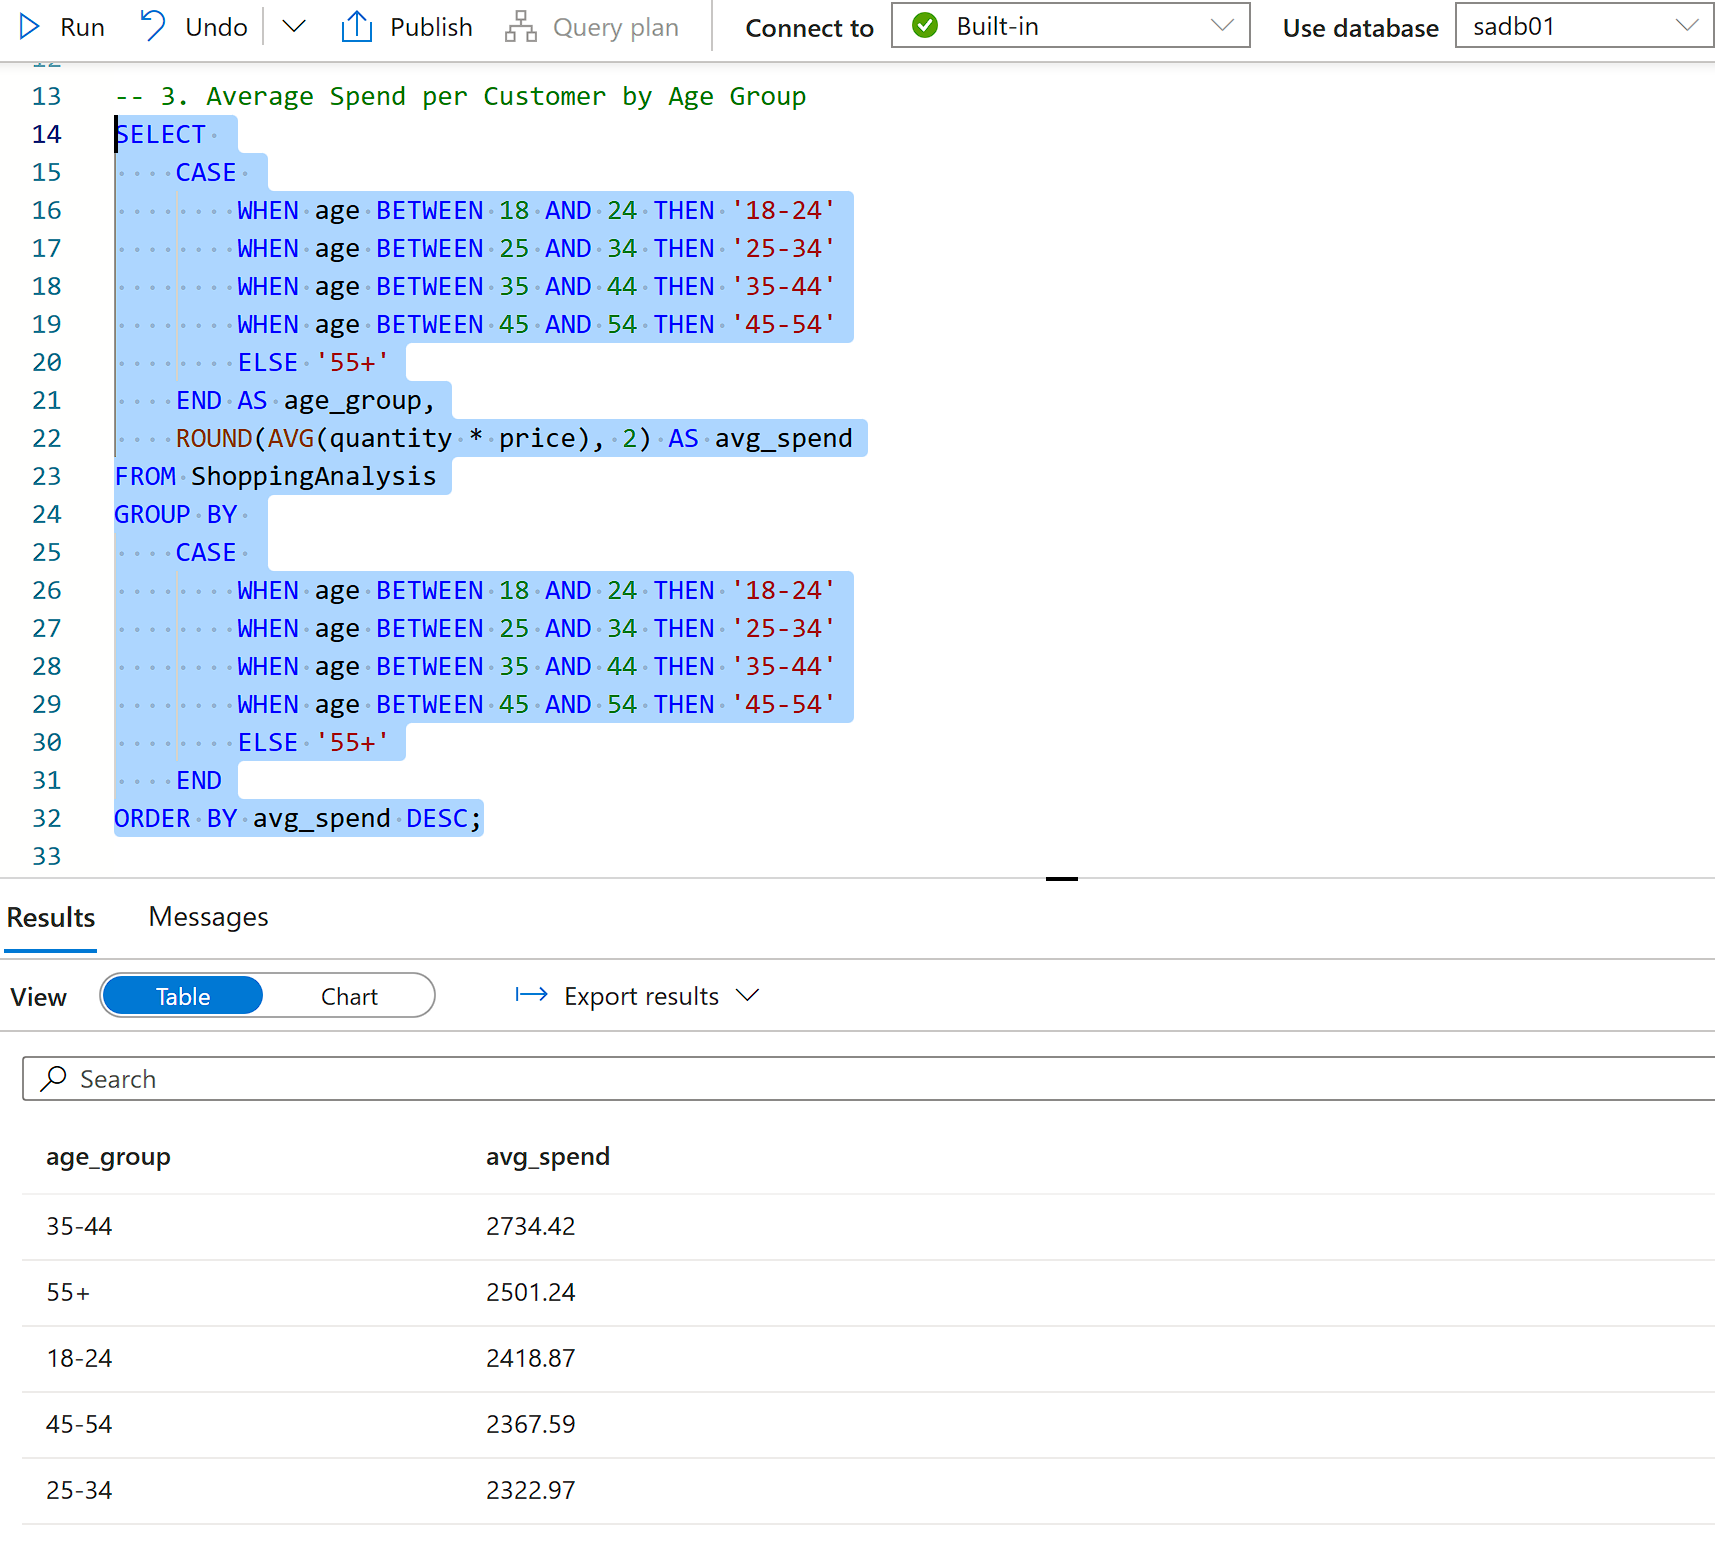 Run Undo Publish Query plan Connect to Built-in Use database sadb01
12
13 -- 3. Average Spend per Customer by Age Group
14 SELECT
15 CASE
16 WHEN age BETWEEN 18 AND 24 THEN '18-24'
17 WHEN age BETWEEN 25 AND 34 THEN '25-34'
18 WHEN age BETWEEN 35 AND 44 THEN '35-44'
19 WHEN age BETWEEN 45 AND 54 THEN '45-54'
20 ELSE '55+'
21 END AS age_group,
22 ROUND(AVG(quantity * price), 2) AS avg_spend
23 FROM ShoppingAnalysis
24 GROUP BY
25 CASE
26 WHEN age BETWEEN 18 AND 24 THEN '18-24'
27 WHEN age BETWEEN 25 AND 34 THEN '25-34'
28 WHEN age BETWEEN 35 AND 44 THEN '35-44'
29 WHEN age BETWEEN 45 AND 54 THEN '45-54'
30 ELSE '55+'
31 END
32 ORDER BY avg_spend DESC;
33
Results Messages
View Table Chart Export results
Search
age_group avg_spend
35-44 2734.42
55+ 2501.24
18-24 2418.87
45-54 2367.59
25-34 2322.97